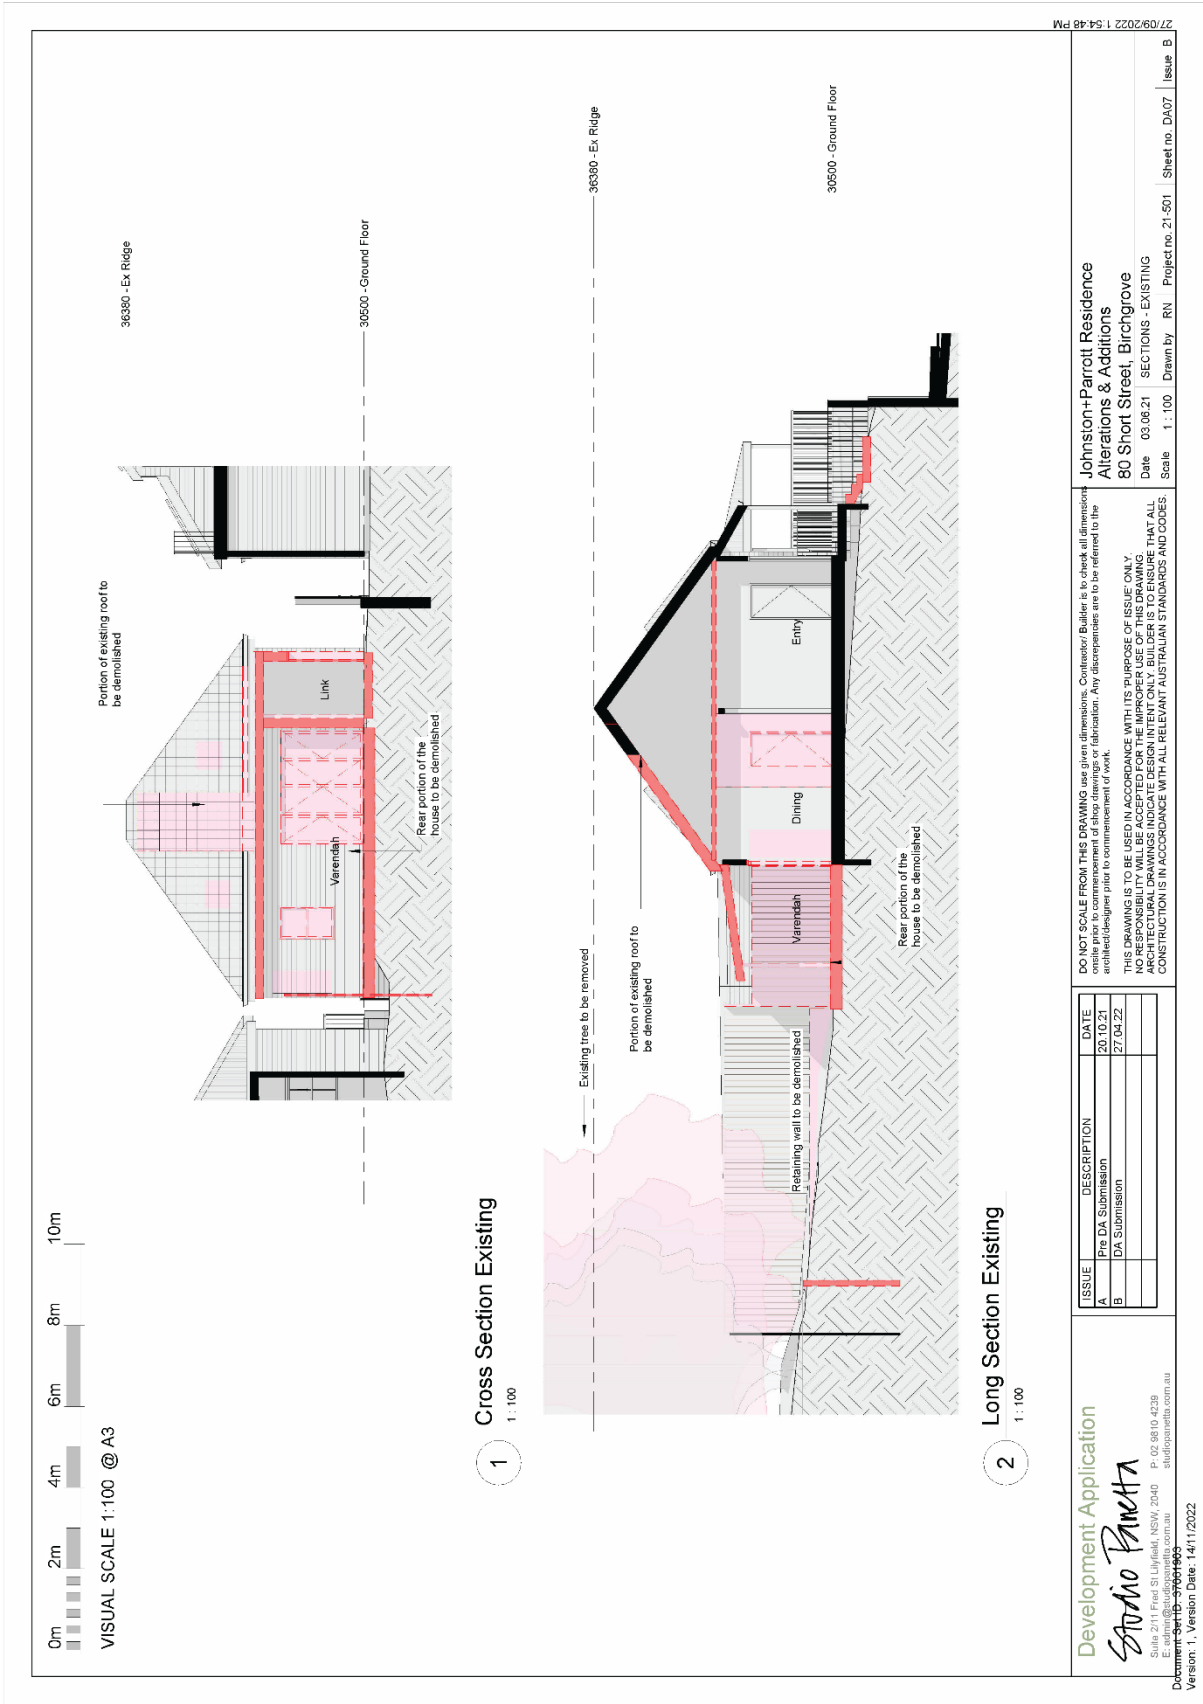 27/09/2022 1:54:48 PM
0m 2m 4m 6m 8m 10m
VISUAL SCALE 1:100 @ A3
36380 - Ex Ridge
30500 - Ground Floor
Portion of existing roof to
be demolished
Link
Varendah
Rear portion of the
house to be demolished
1
Cross Section Existing
1 : 100
36380 - Ex Ridge
30500 - Ground Floor
Existing tree to be removed
Portion of existing roof to
be demolished
Retaining wall to be demolished
Varendah
Dining
Entry
Rear portion of the
house to be demolished
2
Long Section Existing
1 : 100
Development Application
Studio Panetta
Suite 2/11 Fred St Lilyfield, NSW, 2040 P: 02 9810 4239
E: admin@studiopanetta.com.au studiopanetta.com.au
ISSUE DESCRIPTION DATE
A Pre DA Submission 20.10.21
B DA Submission 27.04.22
DO NOT SCALE FROM THIS DRAWING use given dimensions. Contractor/ Builder is to check all dimensions
onsite prior to commencement of shop drawings or fabrication. Any discrepencies are to be referred to the
architect/designer prior to commencement of work.
THIS DRAWING IS TO BE USED IN ACCORDANCE WITH ITS 'PURPOSE OF ISSUE' ONLY.
NO RESPONSIBILITY WILL BE ACCEPTED FOR THE IMPROPER USE OF THIS DRAWING.
ARCHITECTURAL DRAWINGS INDICATE DESIGN INTENT ONLY. BUILDER IS TO ENSURE THAT ALL
CONSTRUCTION IS IN ACCORDANCE WITH ALL RELEVANT AUSTRALIAN STANDARDS AND CODES.
Johnston+Parrott Residence
Alterations & Additions
80 Short Street, Birchgrove
Date 03.06.21 SECTIONS - EXISTING
Scale 1 : 100 Drawn by RN Project no. 21-501 Sheet no. DA07 Issue B
Document Set ID: 37001903
Version: 1, Version Date: 14/11/2022